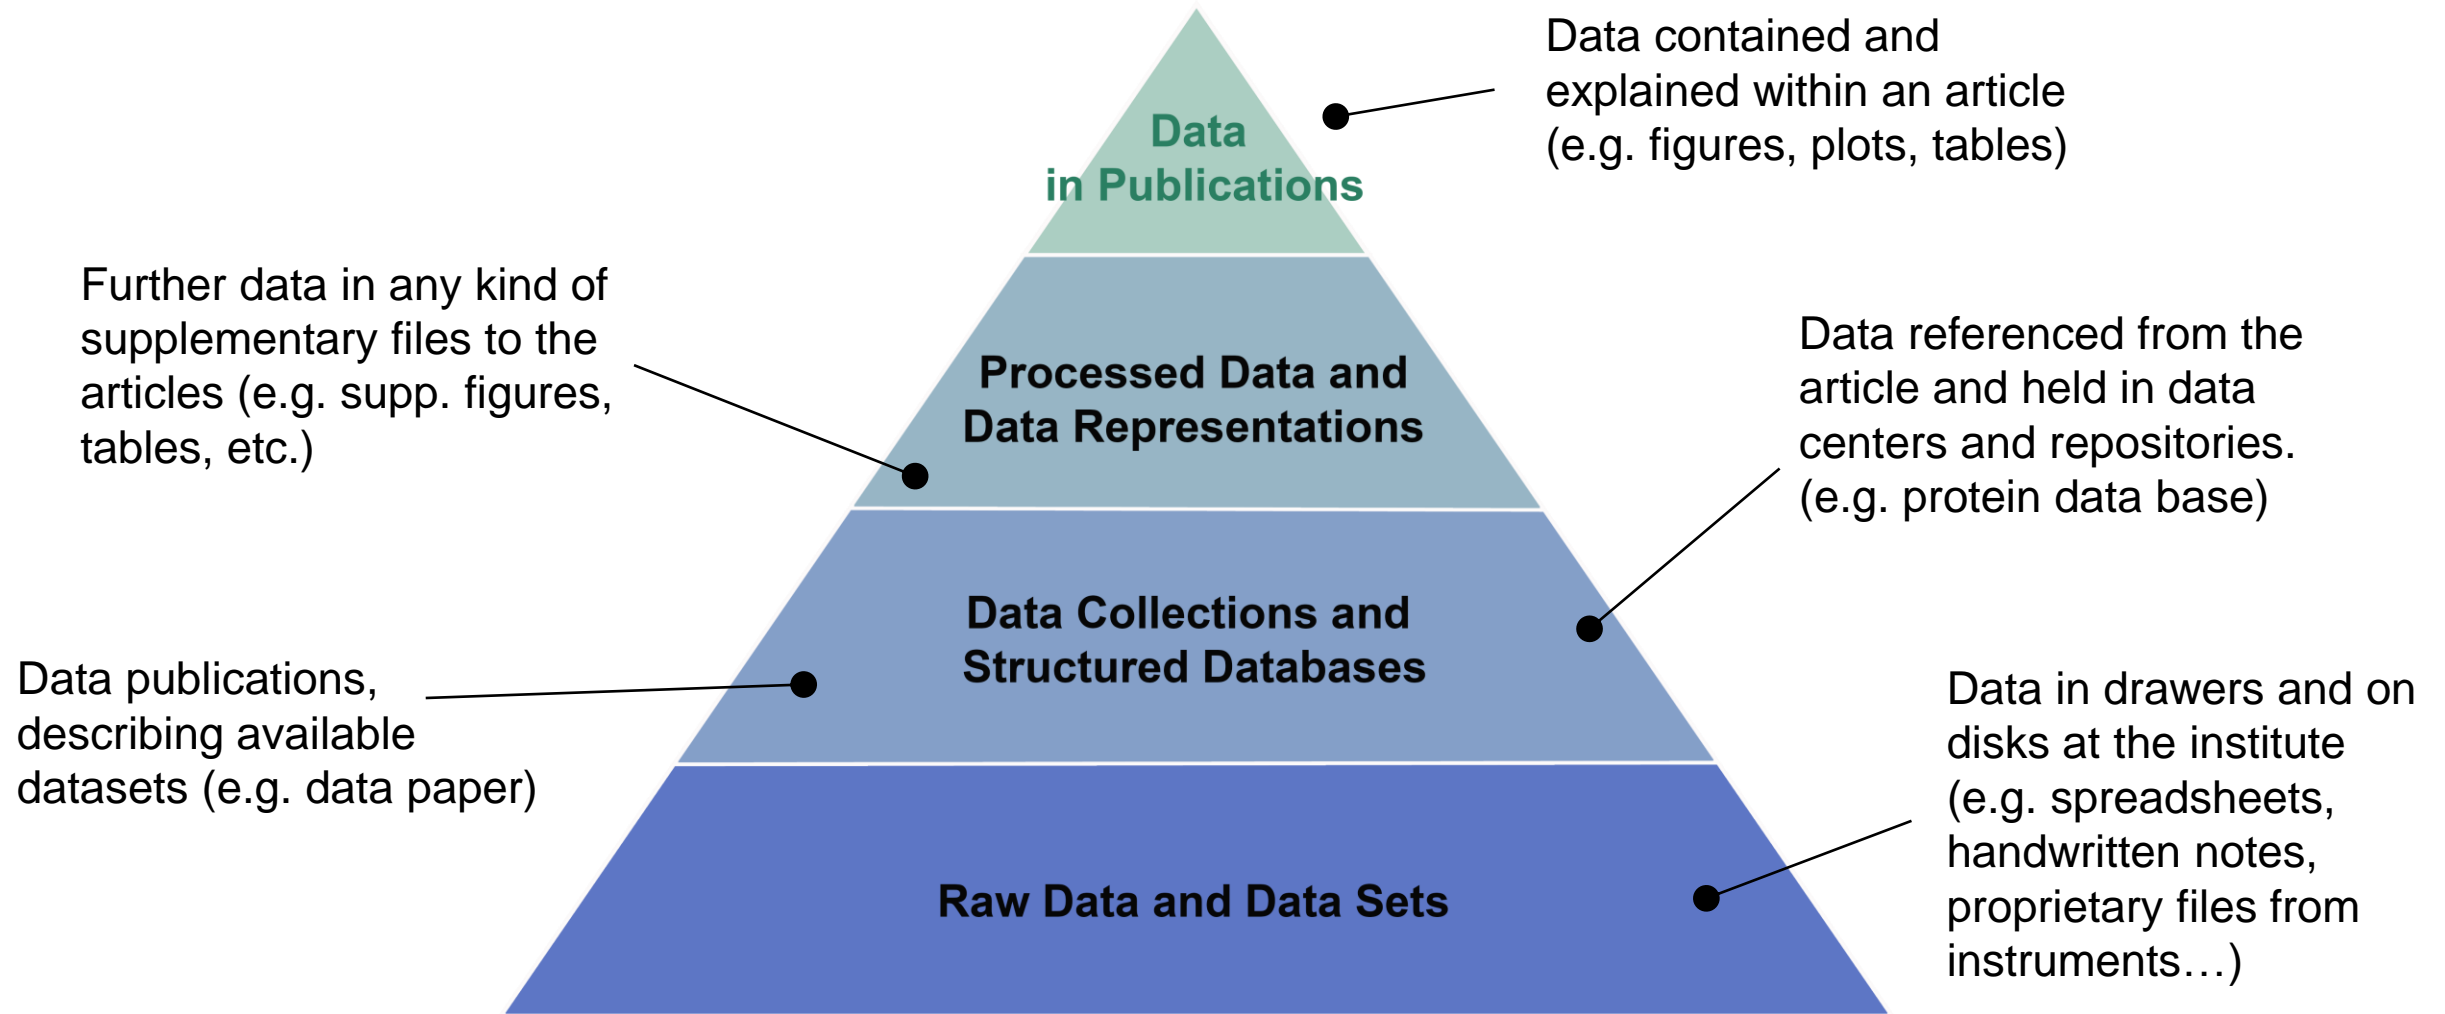 Data contained and
explained within an article
(e.g. figures, plots, tables)
Data
in Publications
Further data in any kind of
supplementary files to the
articles (e.g. supp. figures,
tables, etc.)
Processed Data and
Data Representations
Data referenced from the
article and held in data
centers and repositories.
(e.g. protein data base)
Data Collections and
Structured Databases
Data publications,
describing available
datasets (e.g. data paper)
Data in drawers and on
disks at the institute
(e.g. spreadsheets,
handwritten notes,
proprietary files from
instruments…)
Raw Data and Data Sets